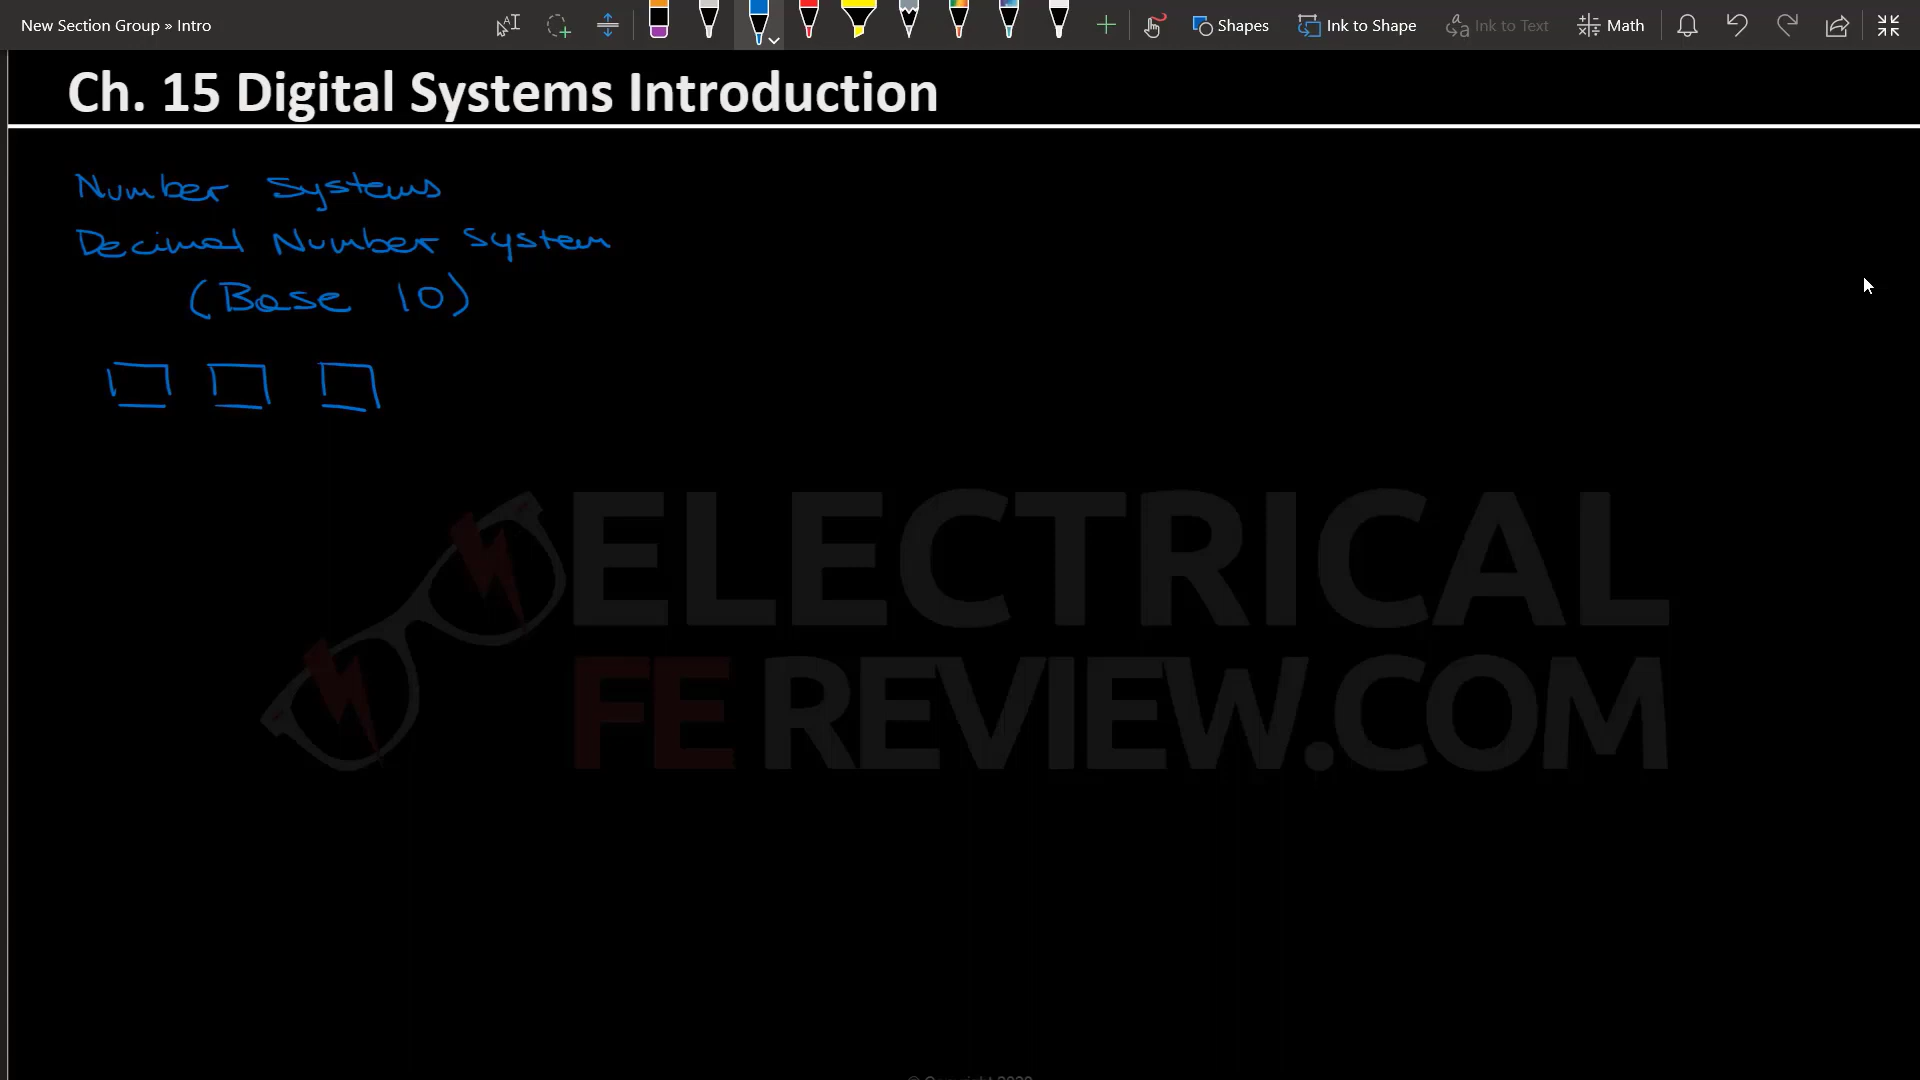 New Section Group » Intro
Shapes
Ink to Shape
Ink to Text
Math
Ch. 15 Digital Systems Introduction
Number Systems
Decimal Number System
(Base 10)
ELECTRICAL
FE REVIEW.COM